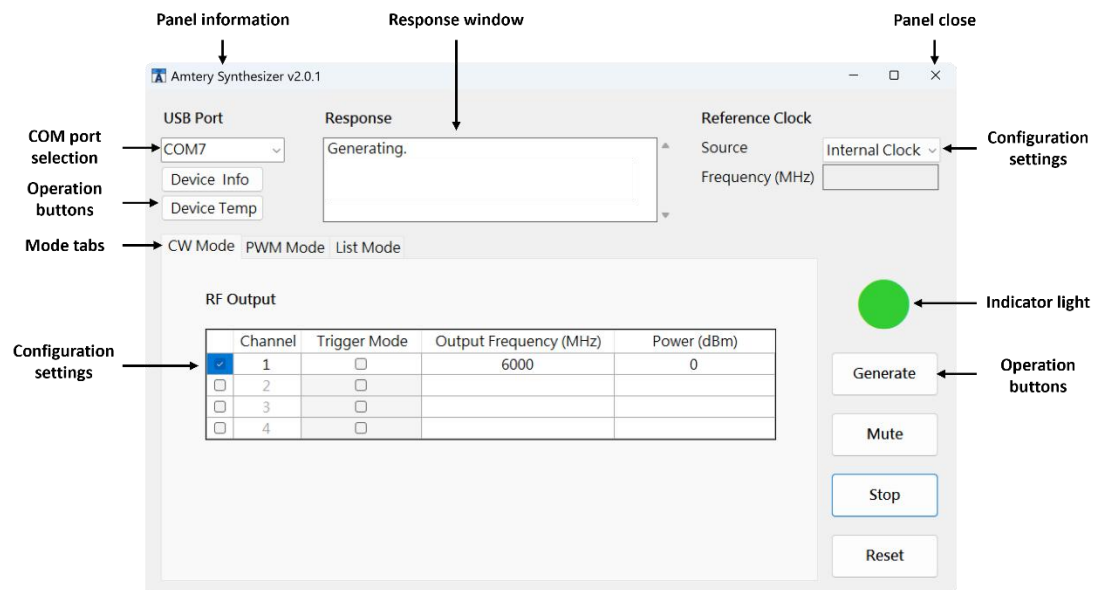 Panel information
Response window
Panel close
Amtery Synthesizer v2.0.1
USB Port
Response
Reference Clock
COM port
selection
COM7
Generating.
Source
Internal Clock
Configuration
settings
Device Info
Frequency (MHz)
Operation
buttons
Device Temp
Mode tabs
CW Mode
PWM Mode
List Mode
RF Output
Indicator light
Channel
Trigger Mode
Output Frequency (MHz)
Power (dBm)
Configuration
settings
1
6000
0
2
3
4
Generate
Operation
buttons
Mute
Stop
Reset